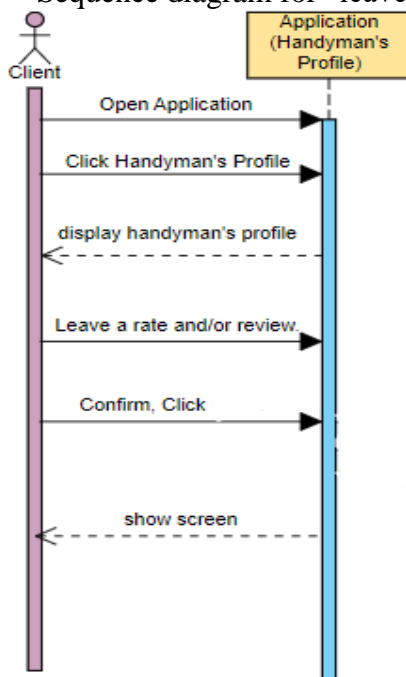 Sequence diagram for "leave
Application
(Handyman's
Profile)
Client
Open Application
Click Handyman's Profile
display handyman's profile
Leave a rate and/or review.
Confirm, Click
show screen